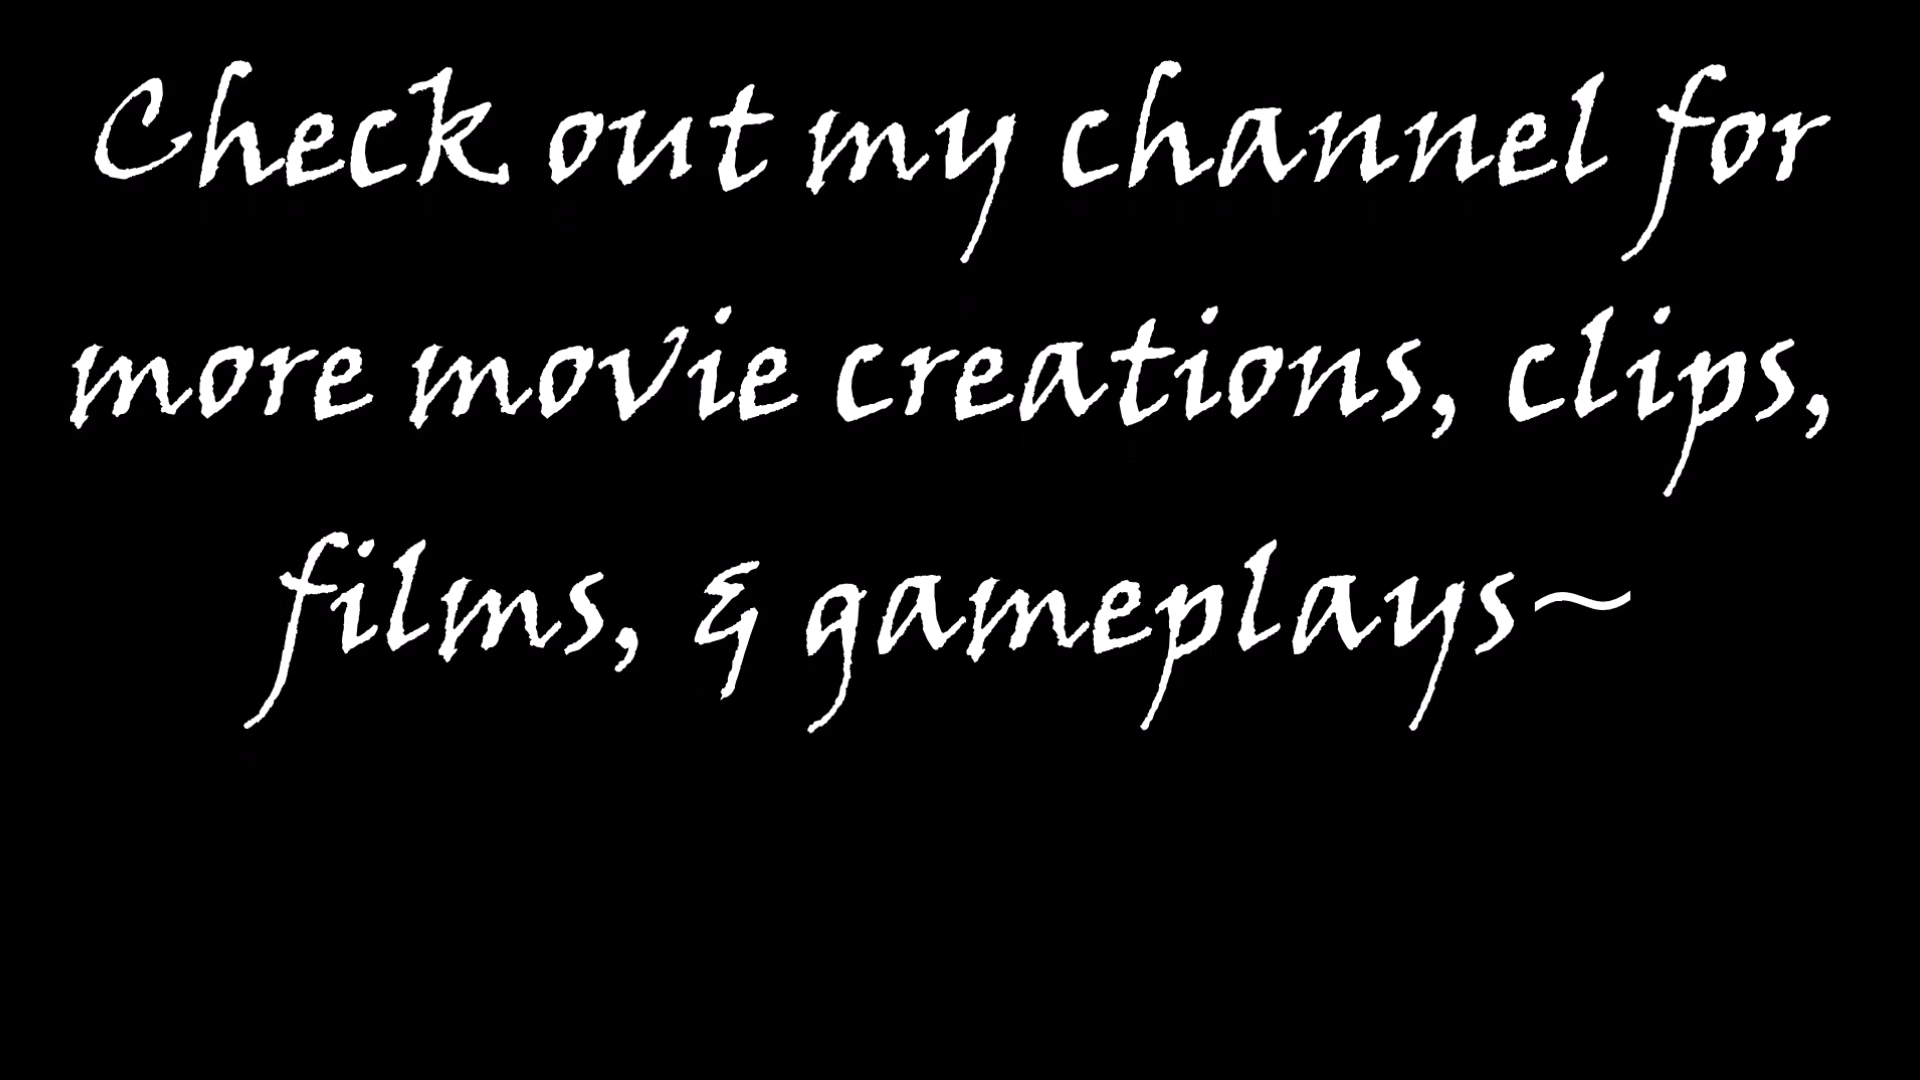 Check out my channel for
more movie creations, clips,
films, & gameplays~